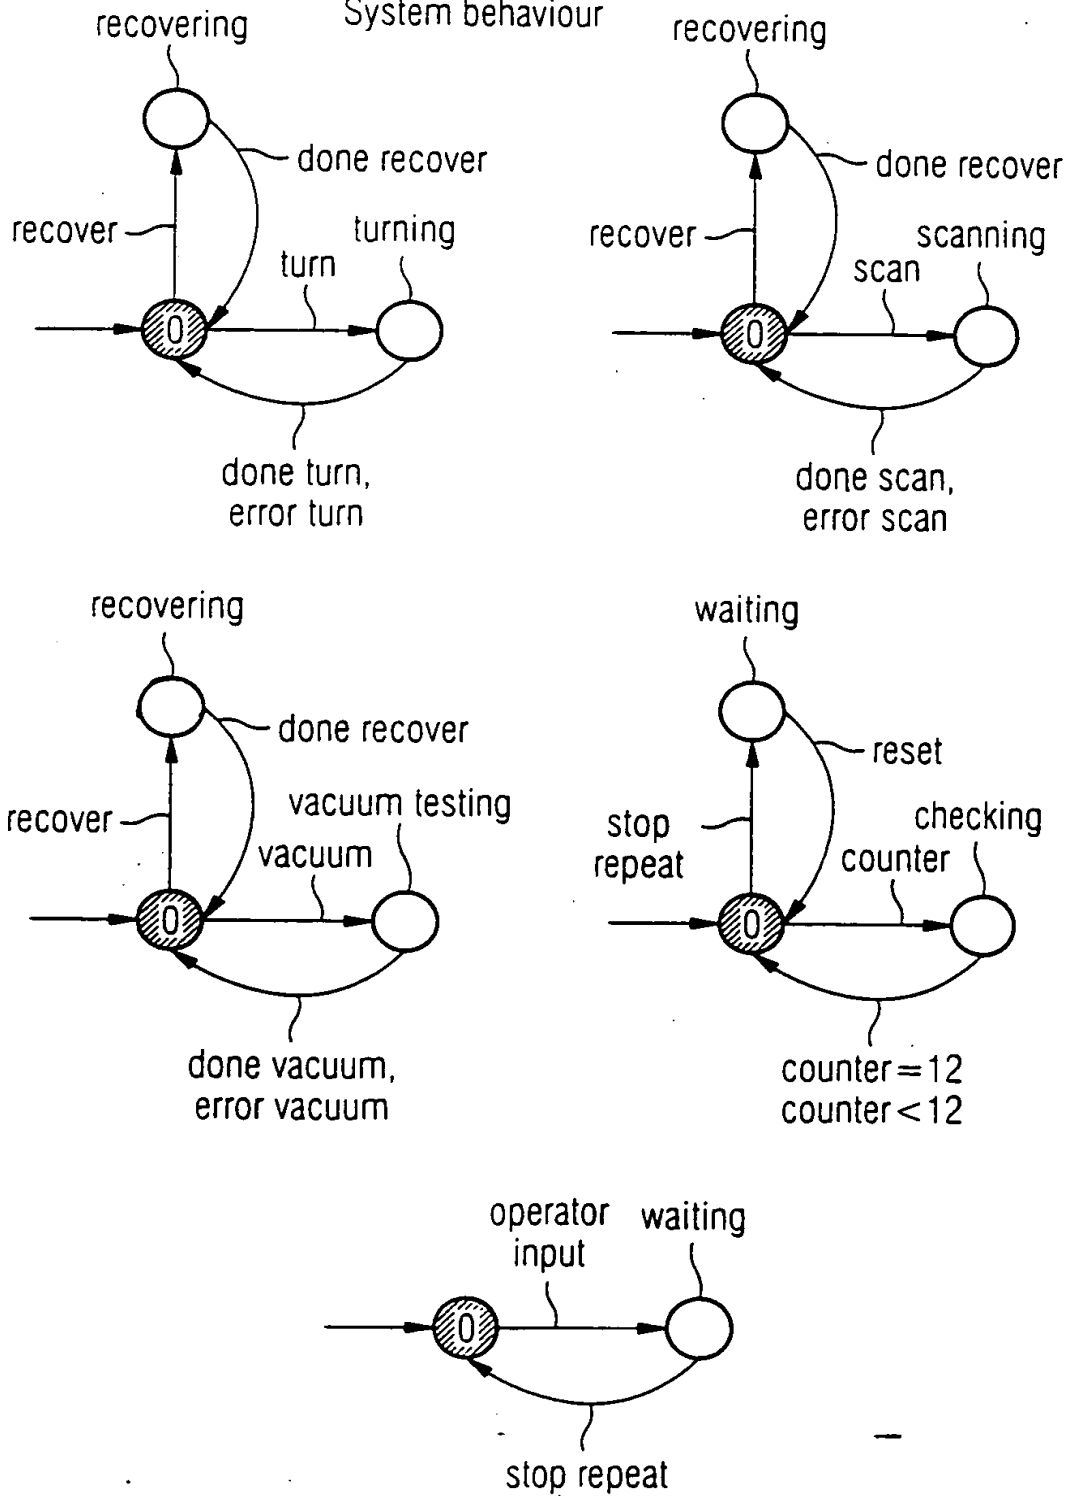 System behaviour
recovering
done recover
recover
turning
turn
0
done turn,
error turn
recovering
done recover
recover
scanning
scan
0
done scan,
error scan
recovering
done recover
recover
vacuum testing
vacuum
0
done vacuum,
error vacuum
waiting
reset
stop
repeat
checking
counter
0
counter=12
counter<12
operator
input
waiting
0
stop repeat